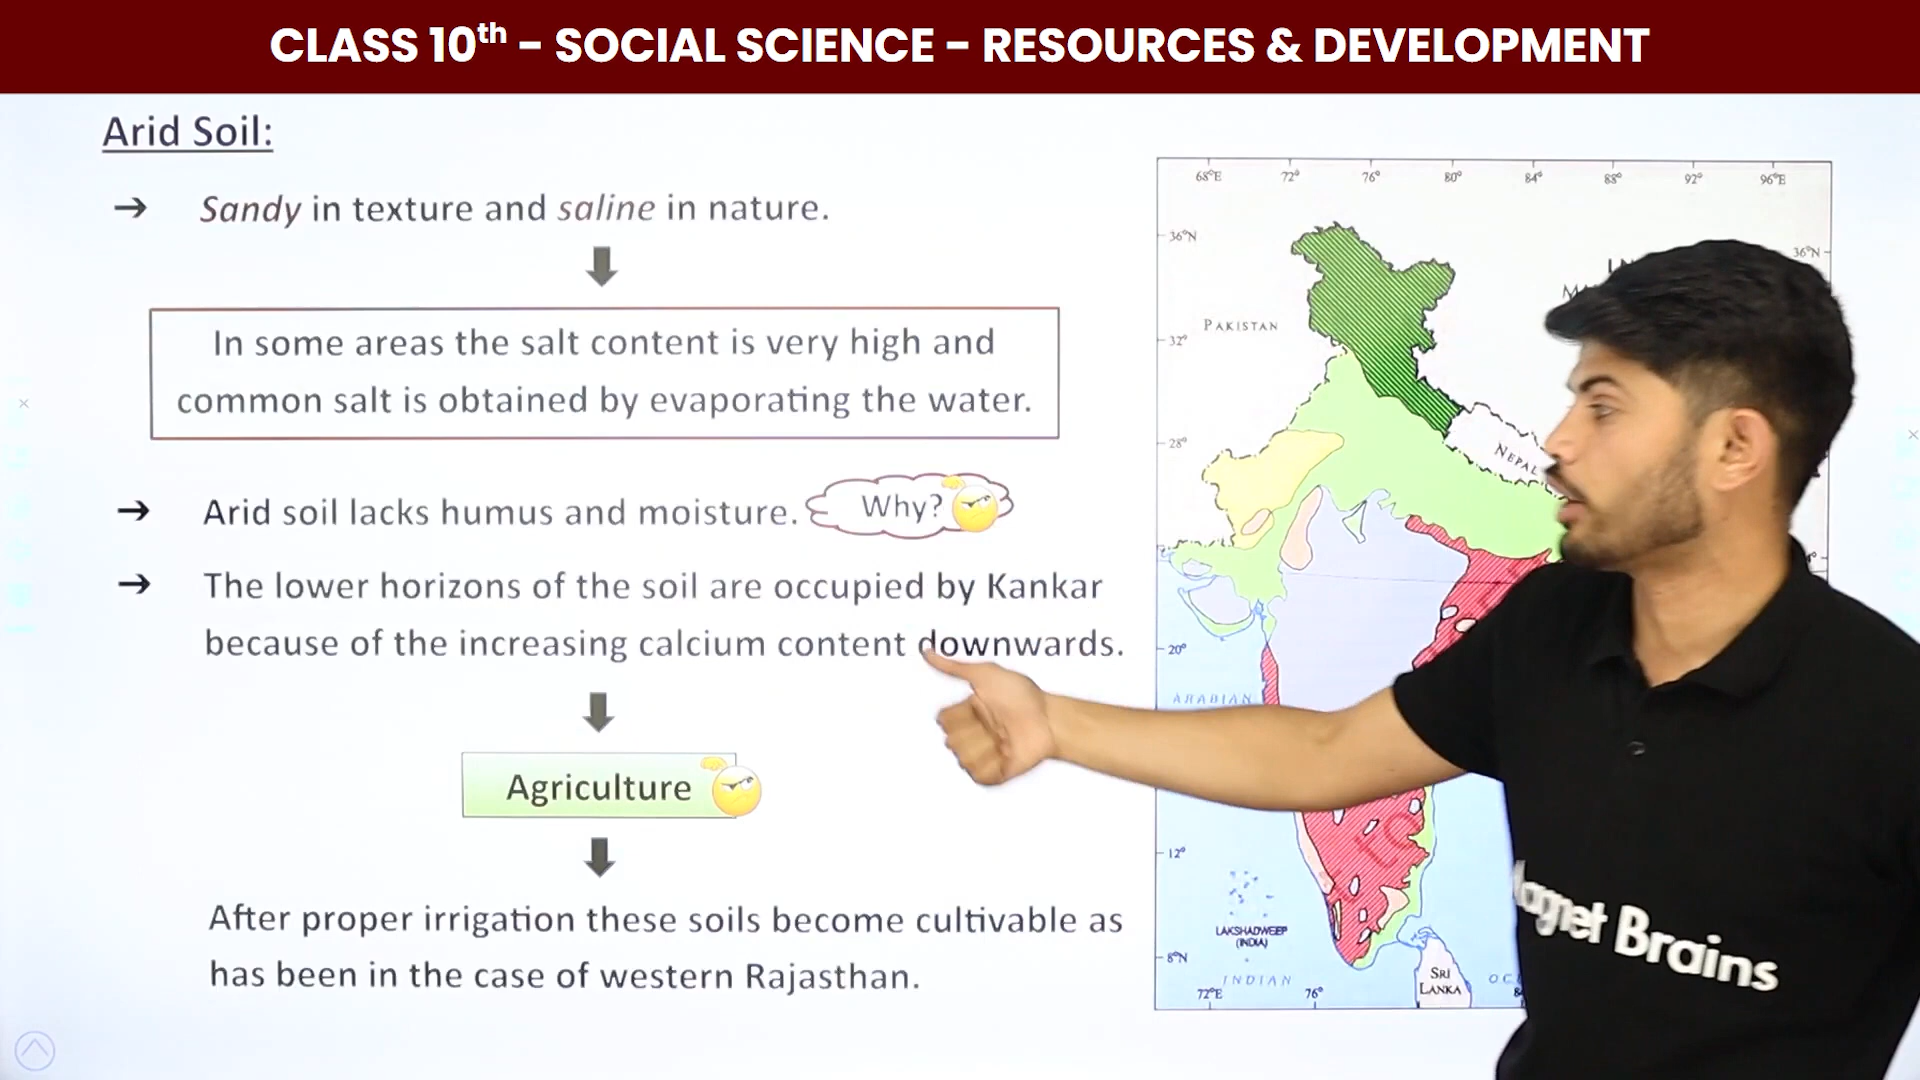 CLASS 10th – SOCIAL SCIENCE – RESOURCES & DEVELOPMENT
Arid Soil:
➔ Sandy in texture and saline in nature.
In some areas the salt content is very high and
common salt is obtained by evaporating the water.
➔ Arid soil lacks humus and moisture. Why?
➔ The lower horizons of the soil are occupied by Kankar
because of the increasing calcium content downwards.
Agriculture
After proper irrigation these soils become cultivable as
has been in the case of western Rajasthan.
68°E 72° 76° 80° 84° 88° 92° 96°E
36°N 36°N
PAKISTAN
32°
28°
NEPAL
20°
ARABIAN
12°
LAKSHADWEEP
(INDIA)
8°N
INDIAN
SRI
LANKA
72°E 76°
Magnet Brains